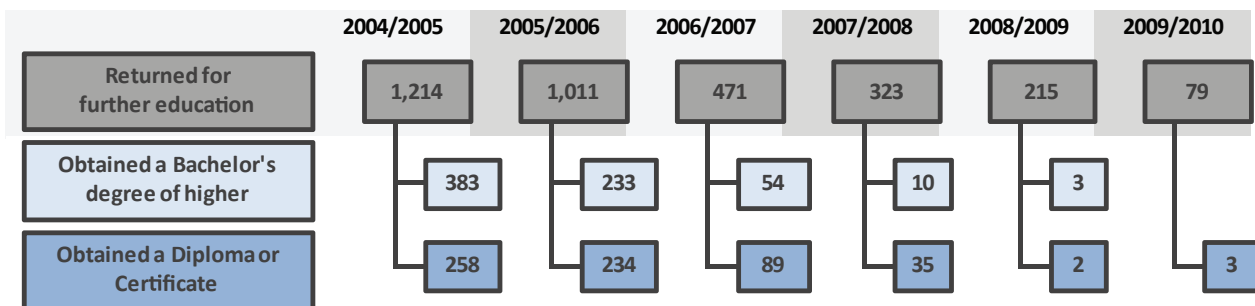 2004/2005 2005/2006 2006/2007 2007/2008 2008/2009 2009/2010
Returned for
further education
1,214 1,011 471 323 215 79
Obtained a Bachelor's
degree of higher
383 233 54 10 3
Obtained a Diploma or
Certificate
258 234 89 35 2 3